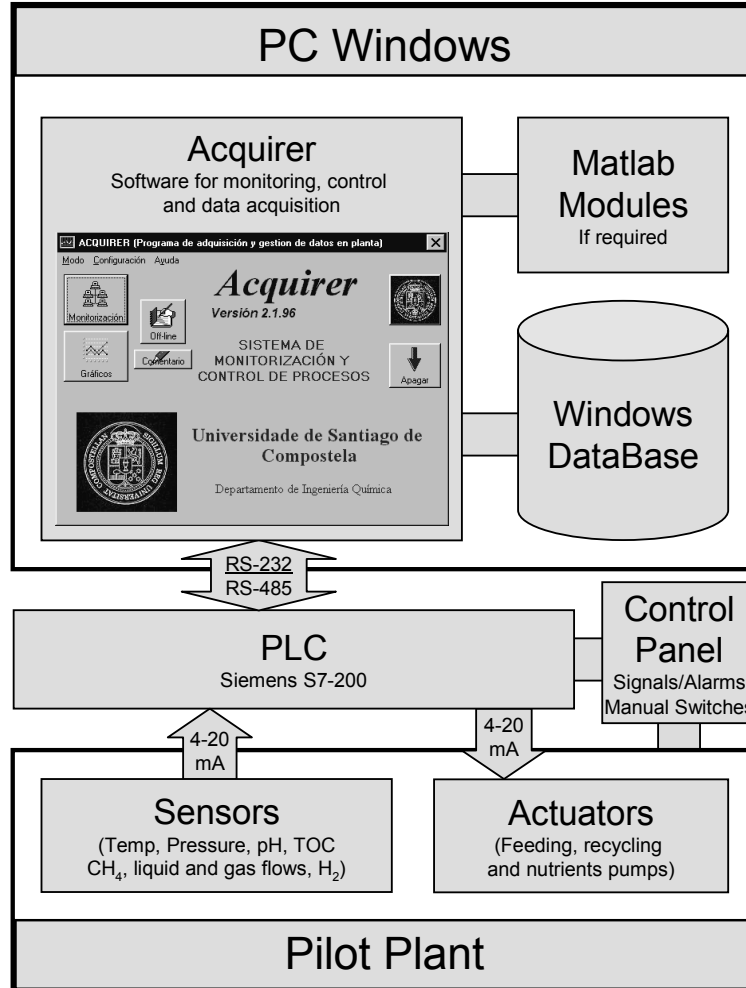 PC Windows
Acquirer
Software for monitoring, control
and data acquisition
ACQUIRER (Programa de adquisición y gestion de datos en planta)
Modo Configuración Ayuda
Monitorización
Off-line
Comentario
Gráficos
Acquirer
Versión 2.1.96
SISTEMA DE
MONITORIZACIÓN Y
CONTROL DE PROCESOS
Apagar
Universidade de Santiago de
Compostela
Departamento de Ingeniería Química
Matlab
Modules
If required
Windows
DataBase
RS-232
RS-485
PLC
Siemens S7-200
Control
Panel
Signals/Alarms
Manual Switches
4-20
mA
4-20
mA
Sensors
(Temp, Pressure, pH, TOC
CH₄, liquid and gas flows, H₂)
Actuators
(Feeding, recycling
and nutrients pumps)
Pilot Plant